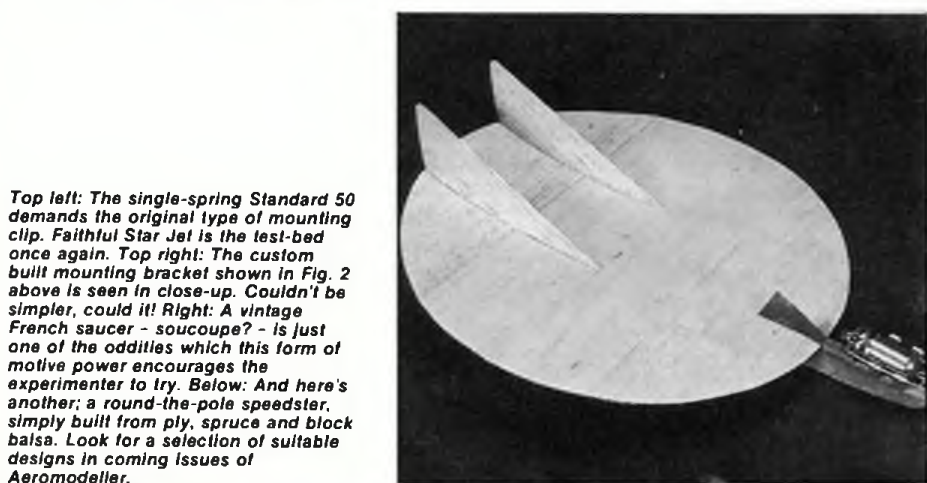 Top left: The single-spring Standard 50
demands the original type of mounting
clip. Faithful Star Jet is the test-bed
once again. Top right: The custom
built mounting bracket shown in Fig. 2
above is seen in close-up. Couldn't be
simpler, could it! Right: A vintage
French saucer - soucoupe? - is just
one of the oddities which this form of
motive power encourages the
experimenter to try. Below: And here's
another; a round-the-pole speedster,
simply built from ply, spruce and block
balsa. Look for a selection of suitable
designs in coming issues of
Aeromodeller.